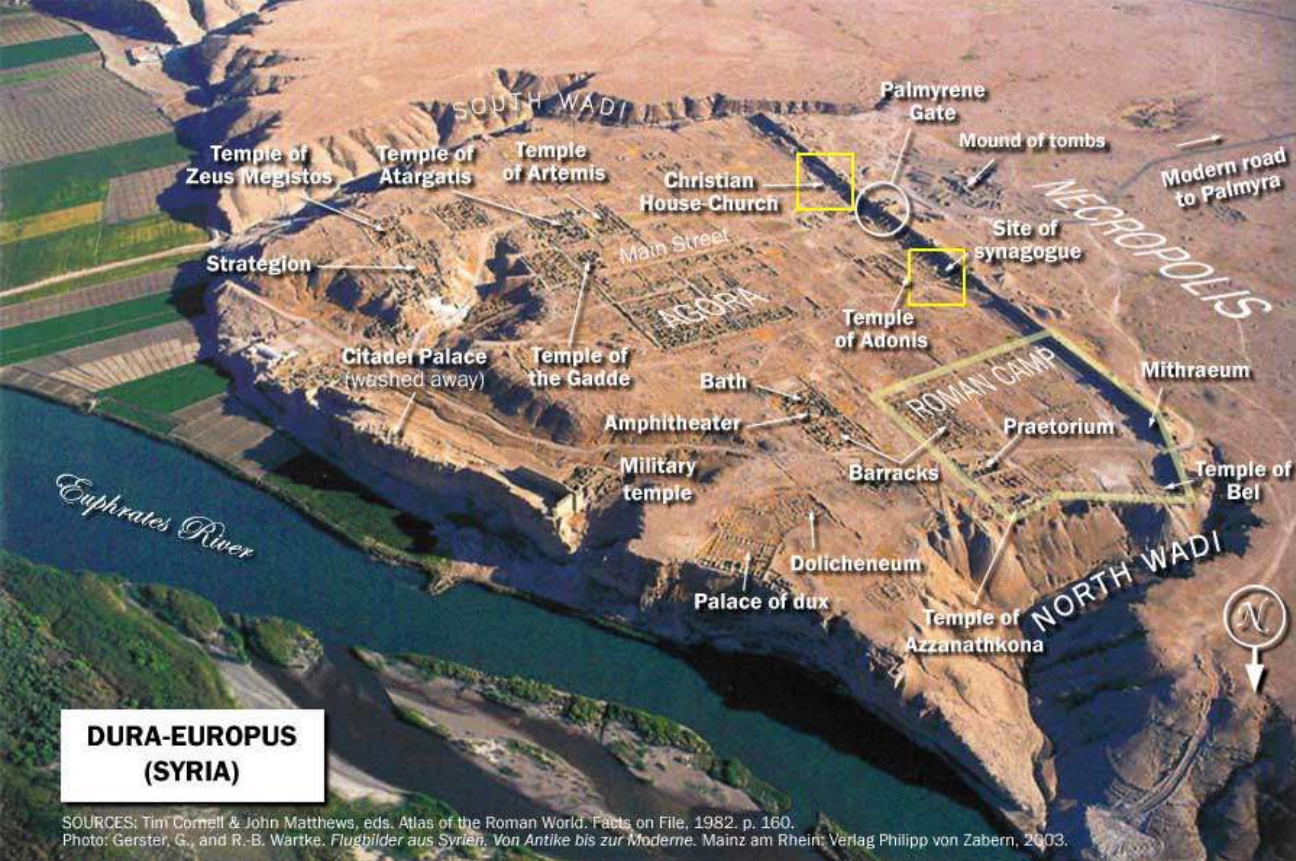 SOUTH WADI
Palmyrene
Gate
Mound of tombs
Modern road
to Palmyra
Temple of
Zeus Megistos
Temple of
Atargatis
Temple
of Artemis
Christian
House-Church
NECROPOLIS
Site of
synagogue
Main Street
Strategion
AGORA
Temple
of Adonis
Citadel Palace
(washed away)
Temple of
the Gadde
Bath
ROMAN CAMP
Mithraeum
Amphitheater
Praetorium
Military
temple
Barracks
Temple of
Bel
Euphrates River
Dolicheneum
Palace of dux
NORTH WADI
Temple of
Azzanathkona
N
DURA-EUROPUS
(SYRIA)
SOURCES: Tim Cornell & John Matthews, eds. Atlas of the Roman World. Facts on File, 1982. p. 160.
Photo: Gerster, G., and R.-B. Wartke. Flugbilder aus Syrien. Von Antike bis zur Moderne. Mainz am Rhein: Verlag Philipp von Zabern, 2003.